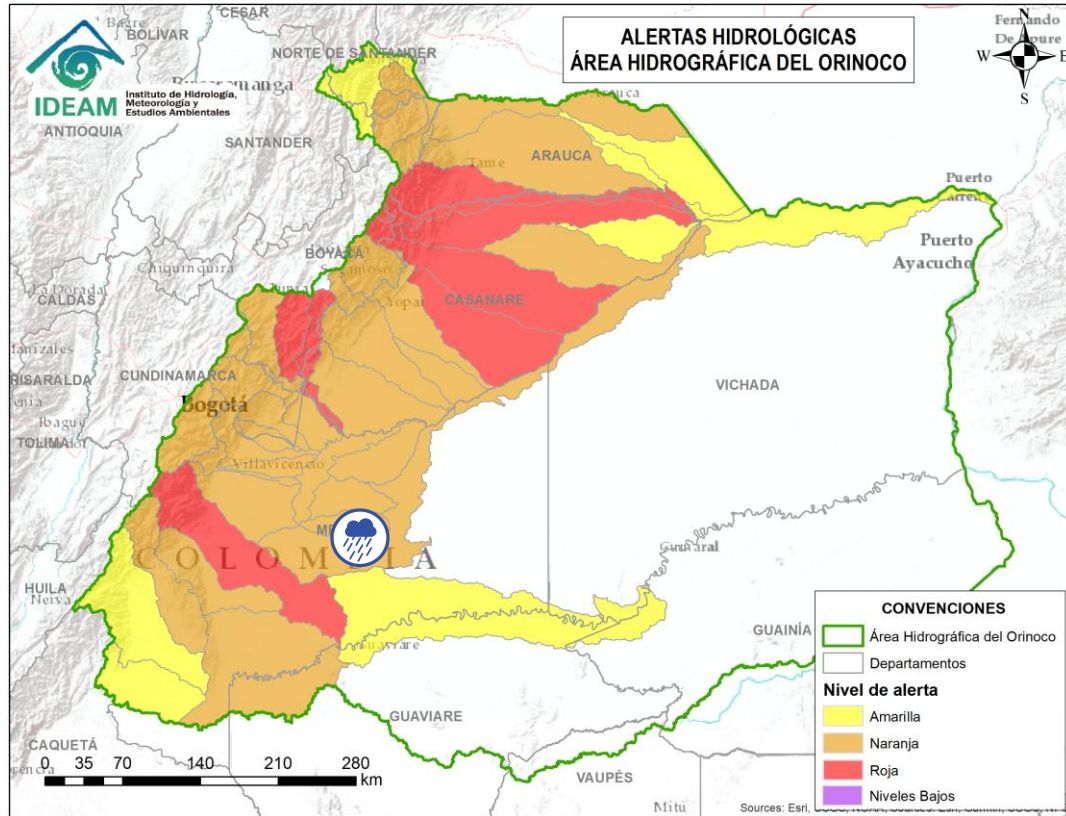 ALERTAS HIDROLÓGICAS
ÁREA HIDROGRÁFICA DEL ORINOCO
IDEAM
Instituto de Hidrología,
Meteorología y
Estudios Ambientales
N
W
E
S
CESAR
BOLÍVAR
NORTE DE SANTANDER
ANTIOQUIA
SANTANDER
ARAUCA
Tame
Puerto
Puerto
Ayacucho
BOYACÁ
Chiquinquira
La Dorada
CALDAS
Yopal
CASANARE
RISARALDA
CUNDINAMARCA
Bogotá
VICHADA
Ibagué
TOLIMA
Villavicencio
COLOMBIA
HUILA
Neiva
GUAINÍA
GUAVIARE
CAQUETÁ
VAUPÉS
Mitú
0 35 70 140 210 280
km
CONVENCIONES
Área Hidrográfica del Orinoco
Departamentos
Nivel de alerta
Amarilla
Naranja
Roja
Niveles Bajos
Sources: Esri,